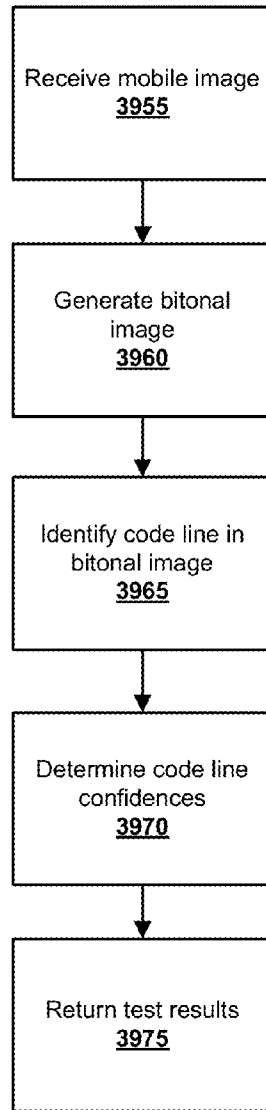 Receive mobile image
3955
Generate bitonal
image
3960
Identify code line in
bitonal image
3965
Determine code line
confidences
3970
Return test results
3975